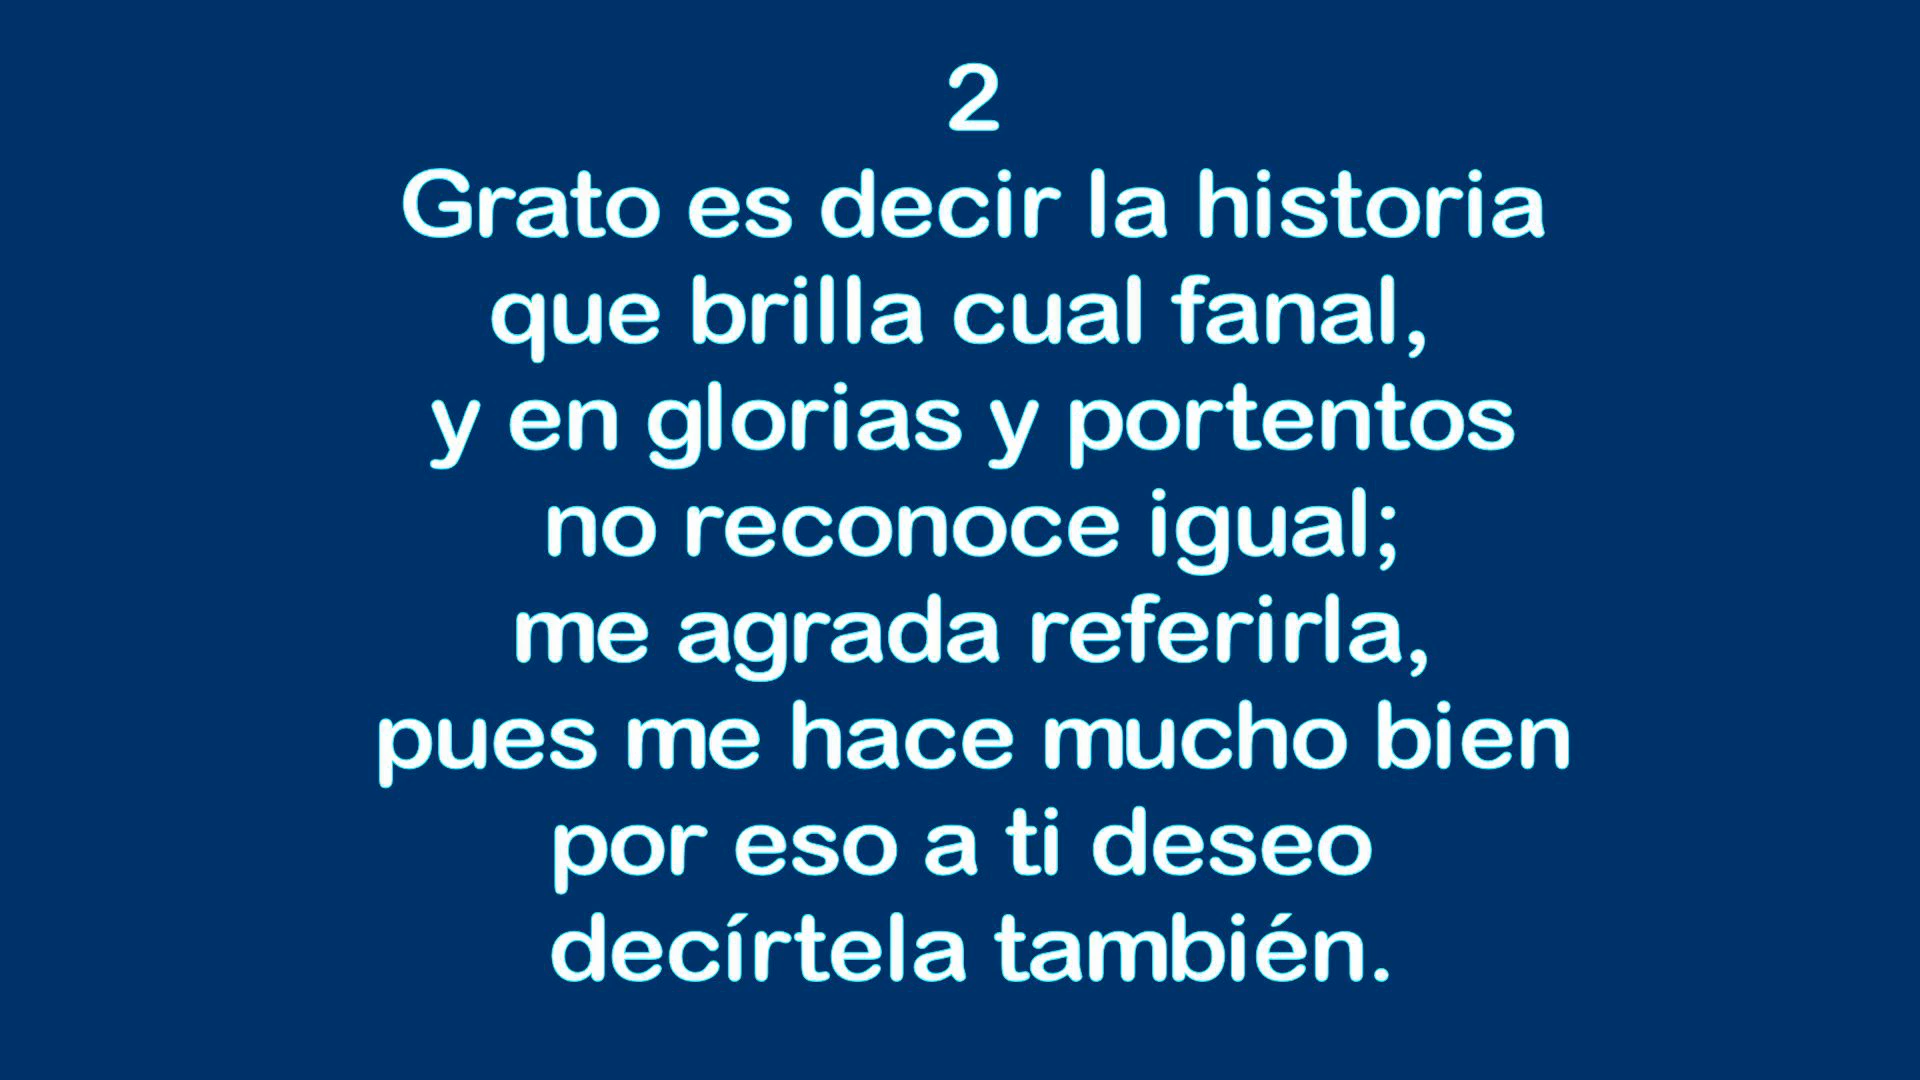 2
Grato es decir la historia
que brilla cual fanal,
y en glorias y portentos
no reconoce igual;
me agrada referirla,
pues me hace mucho bien
por eso a ti deseo
decírtela también.